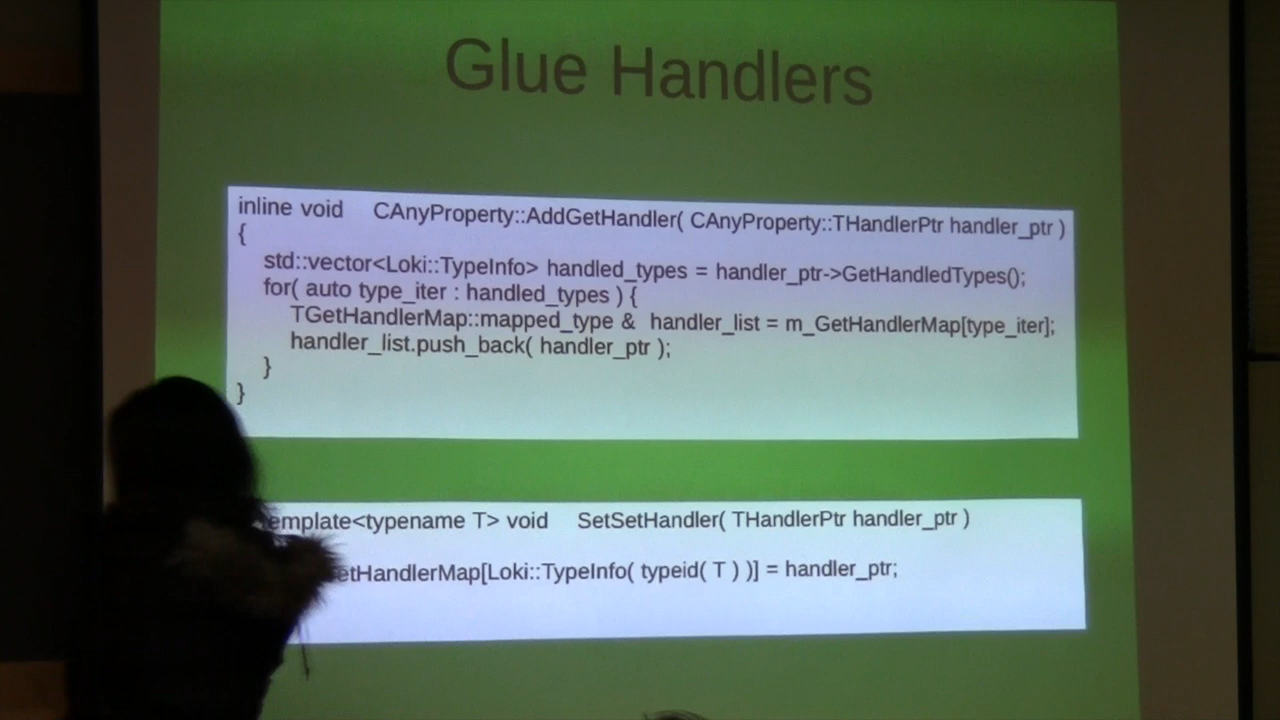 Glue Handlers
inline void CAnyProperty::AddGetHandler( CAnyProperty::THandlerPtr handler_ptr )
{
std::vector<Loki::TypeInfo> handled_types = handler_ptr->GetHandledTypes();
for( auto type_iter : handled_types ) {
TGetHandlerMap::mapped_type & handler_list = m_GetHandlerMap[type_iter];
handler_list.push_back( handler_ptr );
}
}
emplate<typename T> void SetSetHandler( THandlerPtr handler_ptr )
etHandlerMap[Loki::TypeInfo( typeid( T ) )] = handler_ptr;